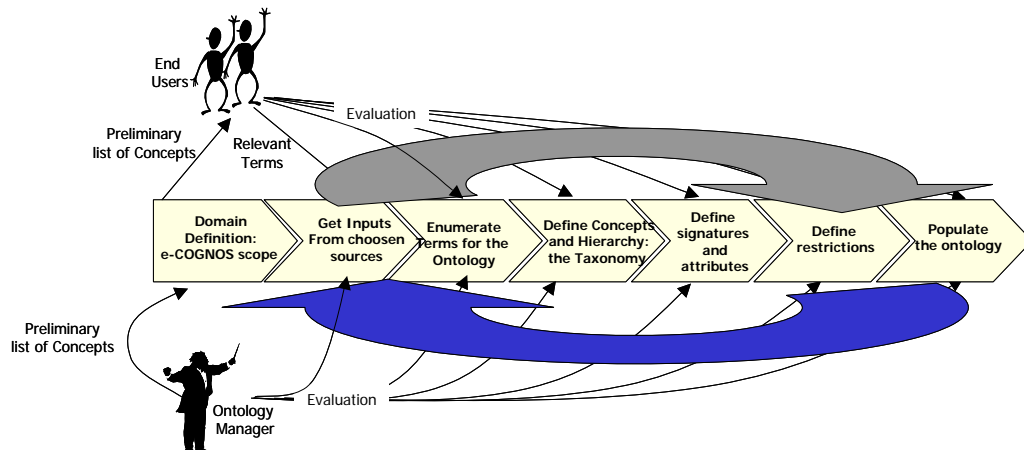 End
Users
Evaluation
Preliminary
list of Concepts
Relevant
Terms
Domain
Definition:
e-COGNOS scope
Get Inputs
From choosen
sources
Enumerate
Terms for the
Ontology
Define Concepts
and Hierarchy:
the Taxonomy
Define
signatures
and
attributes
Define
restrictions
Populate
the ontology
Preliminary
list of Concepts
Evaluation
Ontology
Manager